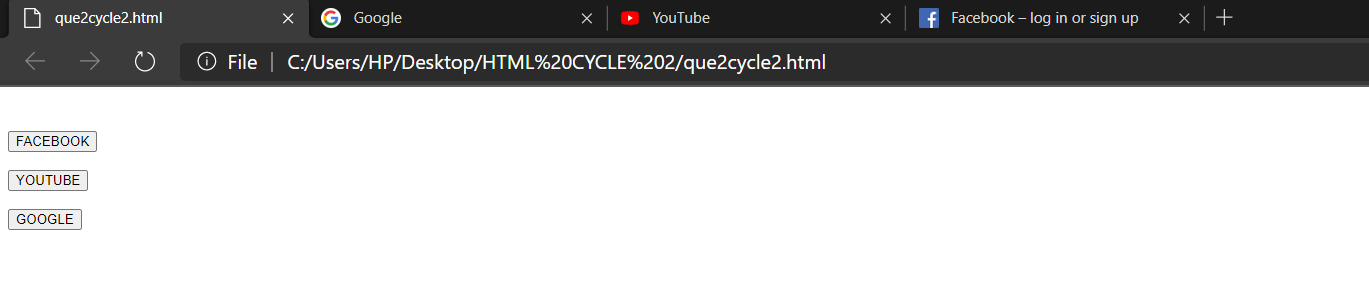 que2cycle2.html Google YouTube Facebook – log in or sign up
File C:/Users/HP/Desktop/HTML%20CYCLE%202/que2cycle2.html
FACEBOOK
YOUTUBE
GOOGLE